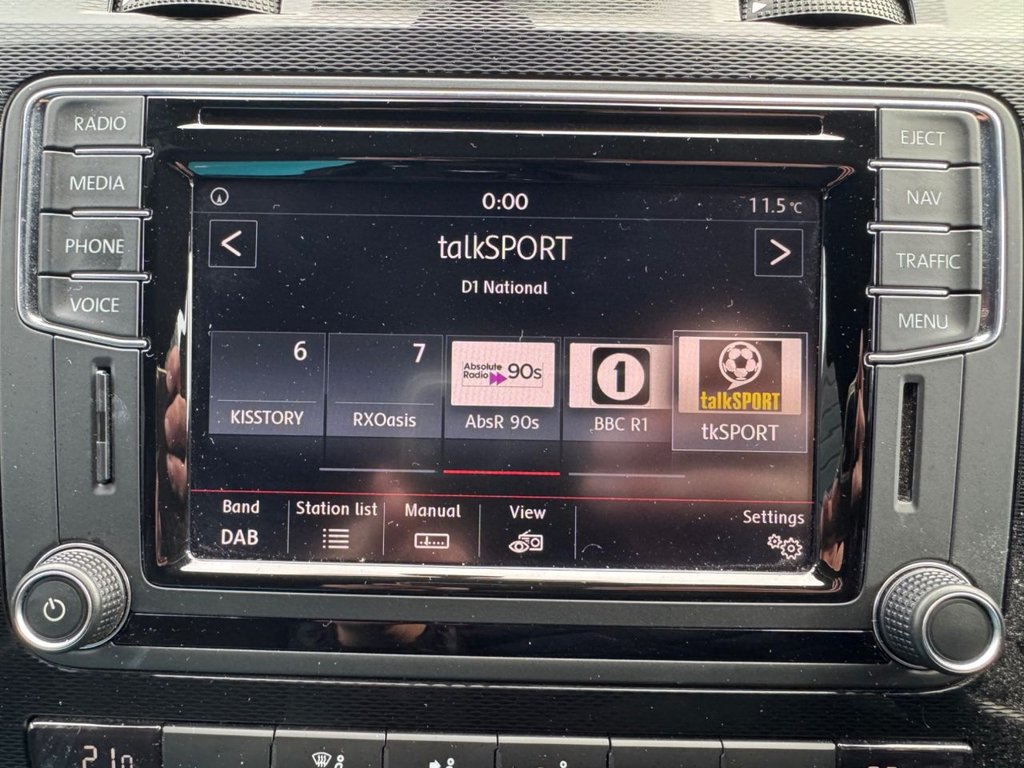 RADIO
MEDIA
PHONE
VOICE
EJECT
NAV
TRAFFIC
MENU
0:00
11.5°C
<
talkSPORT
>
D1 National
6
KISSTORY
7
RXOasis
Absolute
Radio 90s
AbsR 90s
1
BBC R1
talkSPORT
tkSPORT
Band
DAB
Station list
Manual
View
Settings